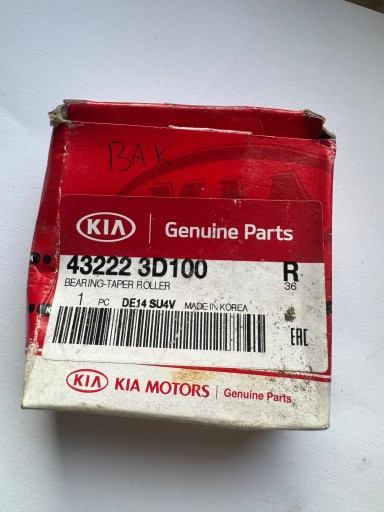 BAK
KIA
KIA Genuine Parts
43222 3D100 R
BEARING-TAPER ROLLER 36
1 PC DE14 SU4V MADE IN KOREA
EAC
KIA KIA MOTORS Genuine Parts